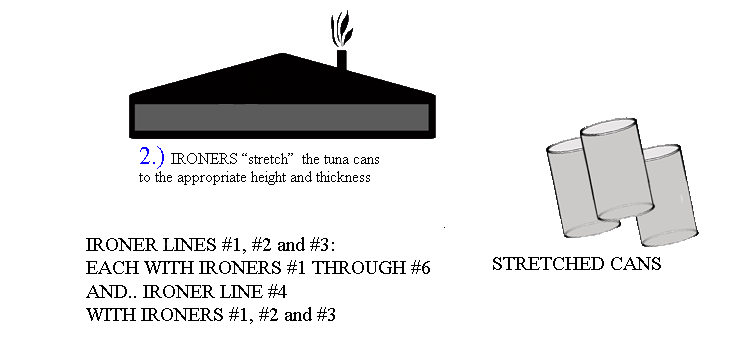 2.) IRONERS “stretch” the tuna cans
to the appropriate height and thickness
IRONER LINES #1, #2 and #3:
EACH WITH IRONERS #1 THROUGH #6
AND.. IRONER LINE #4
WITH IRONERS #1, #2 and #3
STRETCHED CANS